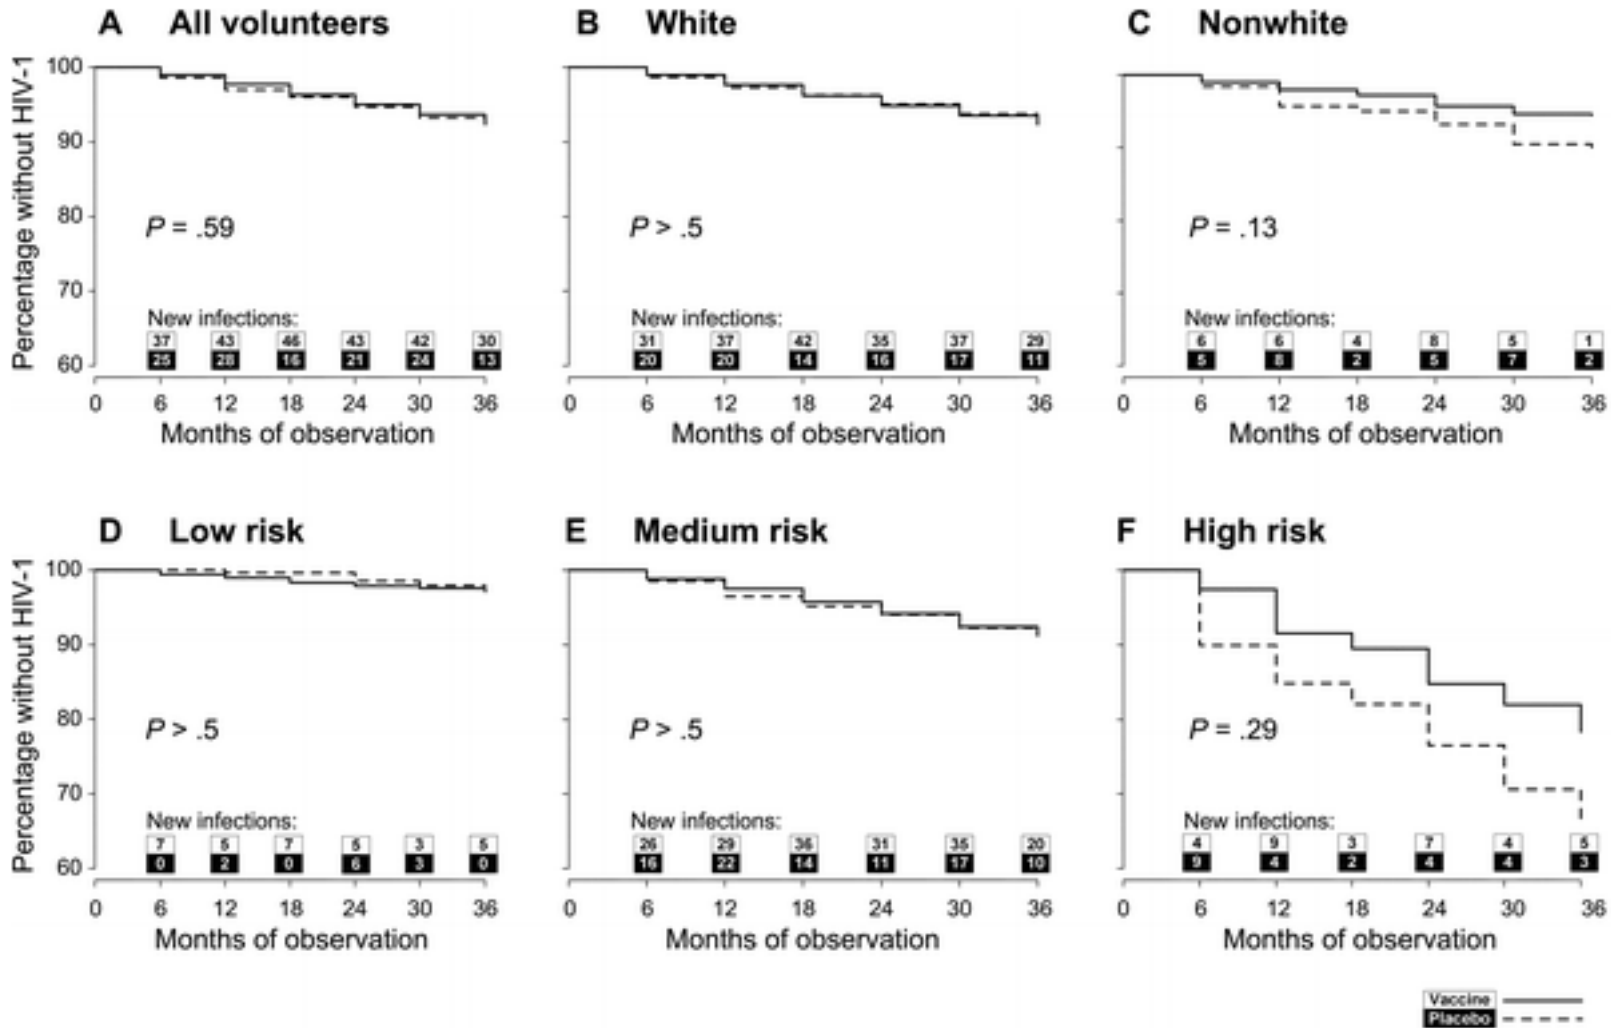 A All volunteers
Percentage without HIV-1
100
90
80
70
60
P = .59
New infections:
37 43 46 43 42 30
25 28 16 21 24 13
0 6 12 18 24 30 36
Months of observation
B White
P > .5
New infections:
31 37 42 35 37 29
20 20 14 16 17 11
0 6 12 18 24 30 36
Months of observation
C Nonwhite
P = .13
New infections:
6 6 4 8 5 1
5 8 2 5 7 2
0 6 12 18 24 30 36
Months of observation
D Low risk
Percentage without HIV-1
100
90
80
70
60
P > .5
New infections:
7 5 7 5 3 5
0 2 0 6 3 0
0 6 12 18 24 30 36
Months of observation
E Medium risk
P > .5
New infections:
26 29 36 31 35 20
16 22 14 11 17 10
0 6 12 18 24 30 36
Months of observation
F High risk
P = .29
New infections:
4 9 3 7 4 5
9 4 2 4 4 3
0 6 12 18 24 30 36
Months of observation
Vaccine
Placebo